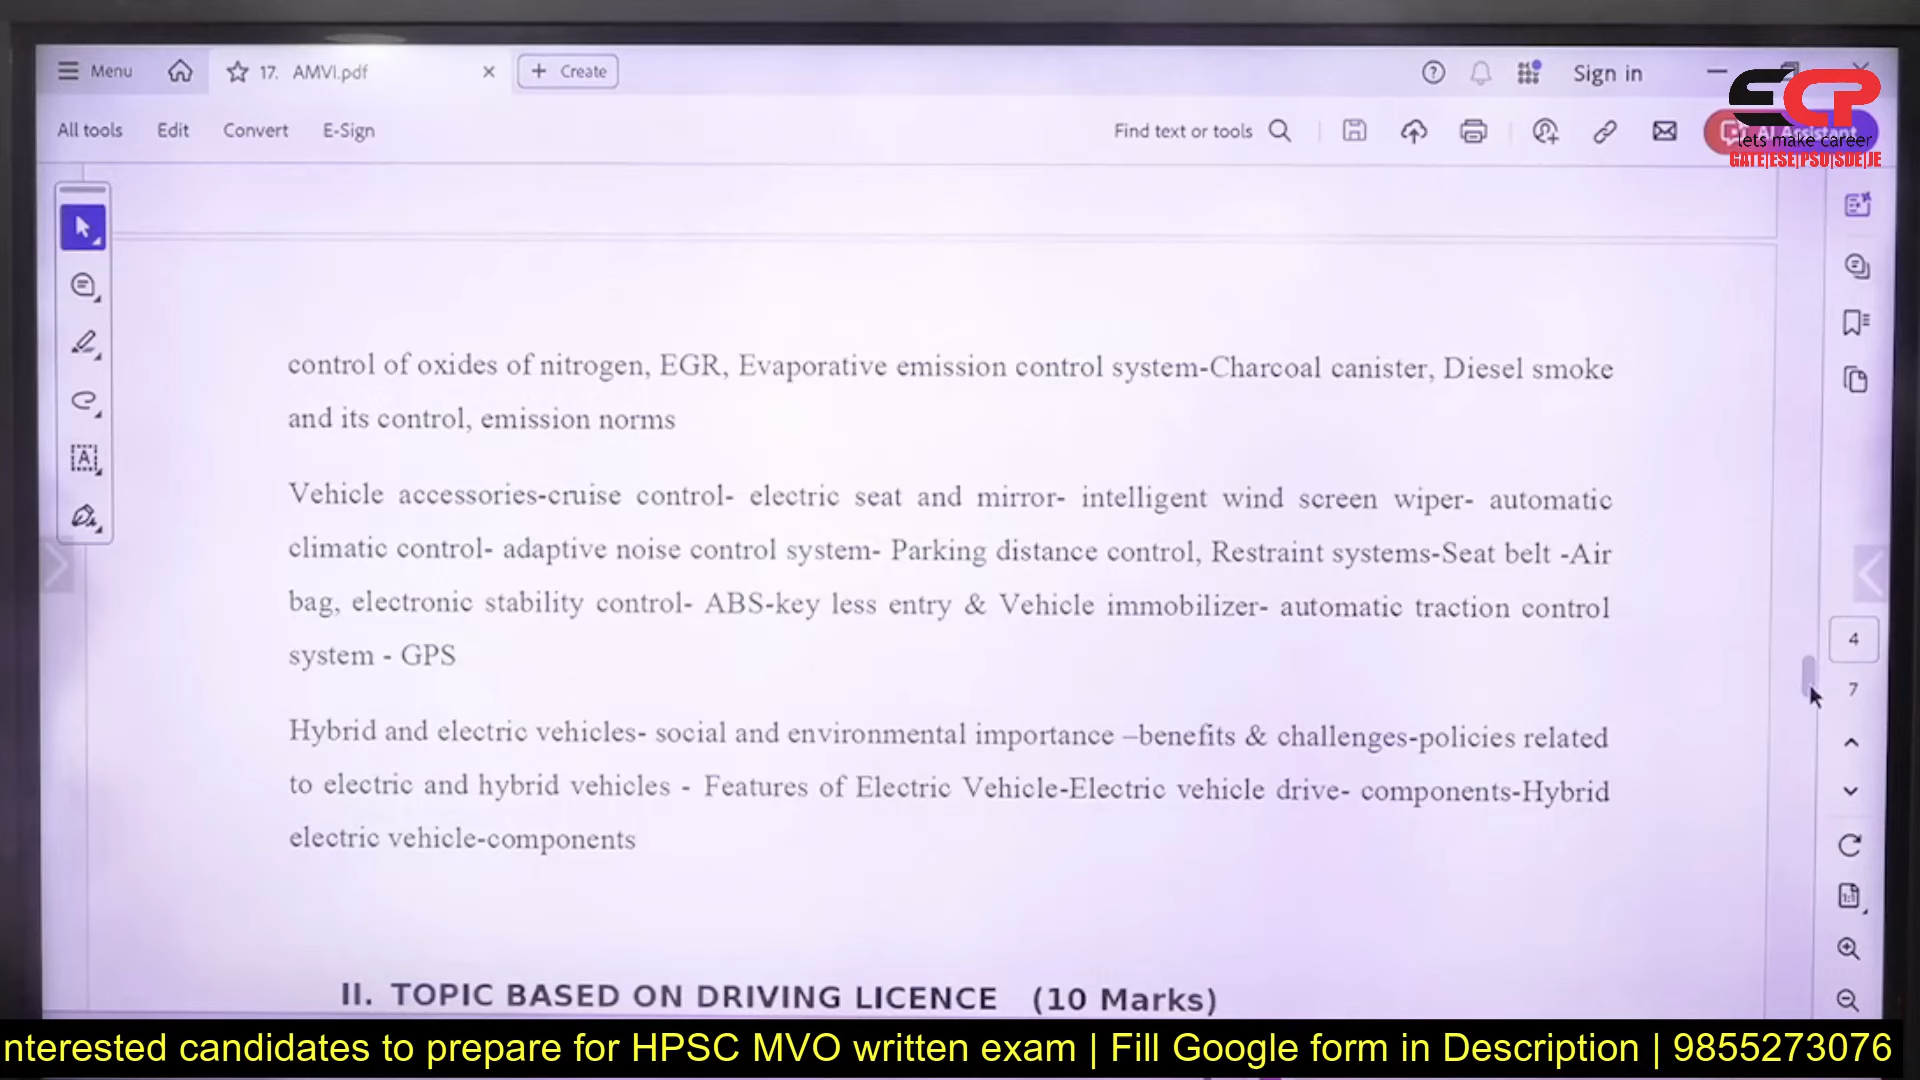 Menu
17. AMVI.pdf
Create
Sign in
All tools
Edit
Convert
E-Sign
Find text or tools
AI Assistant
ECP
lets make career
GATE|ESE|PSU|SDE|JE
control of oxides of nitrogen, EGR, Evaporative emission control system-Charcoal canister, Diesel smoke
and its control, emission norms
Vehicle accessories-cruise control- electric seat and mirror- intelligent wind screen wiper- automatic
climatic control- adaptive noise control system- Parking distance control, Restraint systems-Seat belt -Air
bag, electronic stability control- ABS-key less entry & Vehicle immobilizer- automatic traction control
system - GPS
Hybrid and electric vehicles- social and environmental importance –benefits & challenges-policies related
to electric and hybrid vehicles - Features of Electric Vehicle-Electric vehicle drive- components-Hybrid
electric vehicle-components
II. TOPIC BASED ON DRIVING LICENCE (10 Marks)
4
7
nterested candidates to prepare for HPSC MVO written exam | Fill Google form in Description | 9855273076